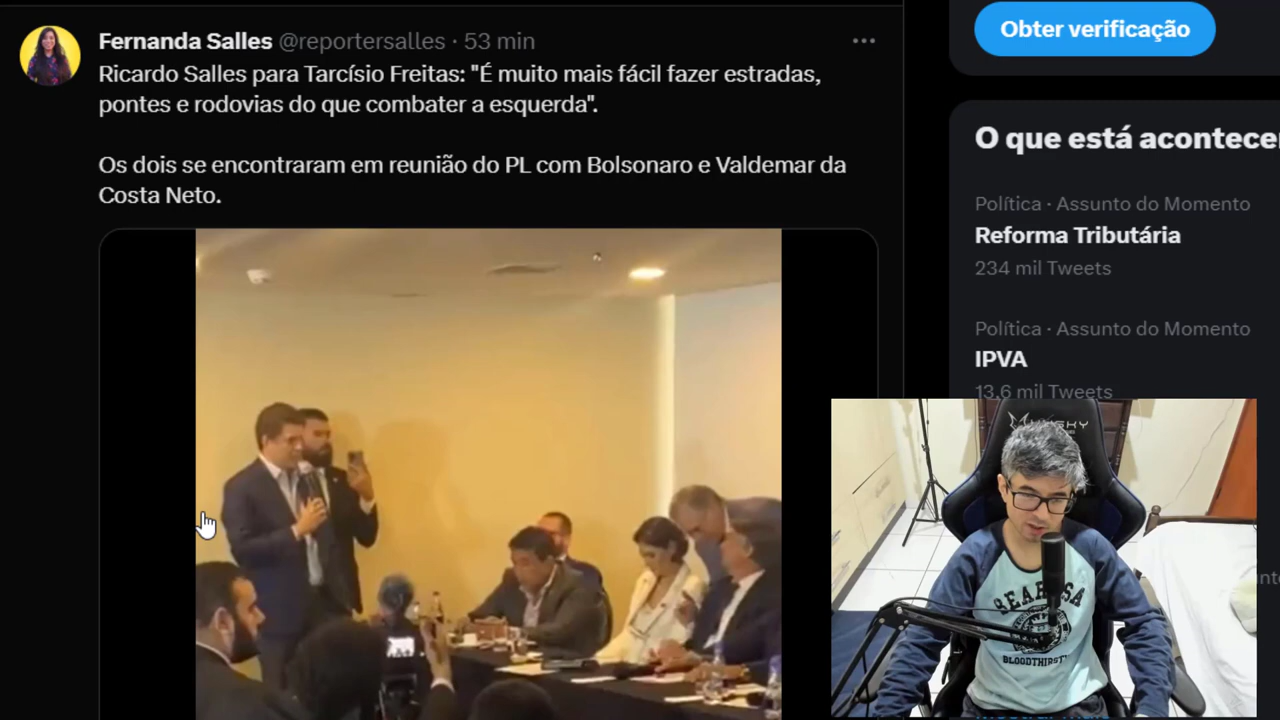 Fernanda Salles @reportersalles · 53 min
Ricardo Salles para Tarcísio Freitas: "É muito mais fácil fazer estradas,
pontes e rodovias do que combater a esquerda".
Os dois se encontraram em reunião do PL com Bolsonaro e Valdemar da
Costa Neto.
Obter verificação
O que está acontece
Política · Assunto do Momento
Reforma Tributária
234 mil Tweets
Política · Assunto do Momento
IPVA
13,6 mil Tweets
BLOODTHIRSTY